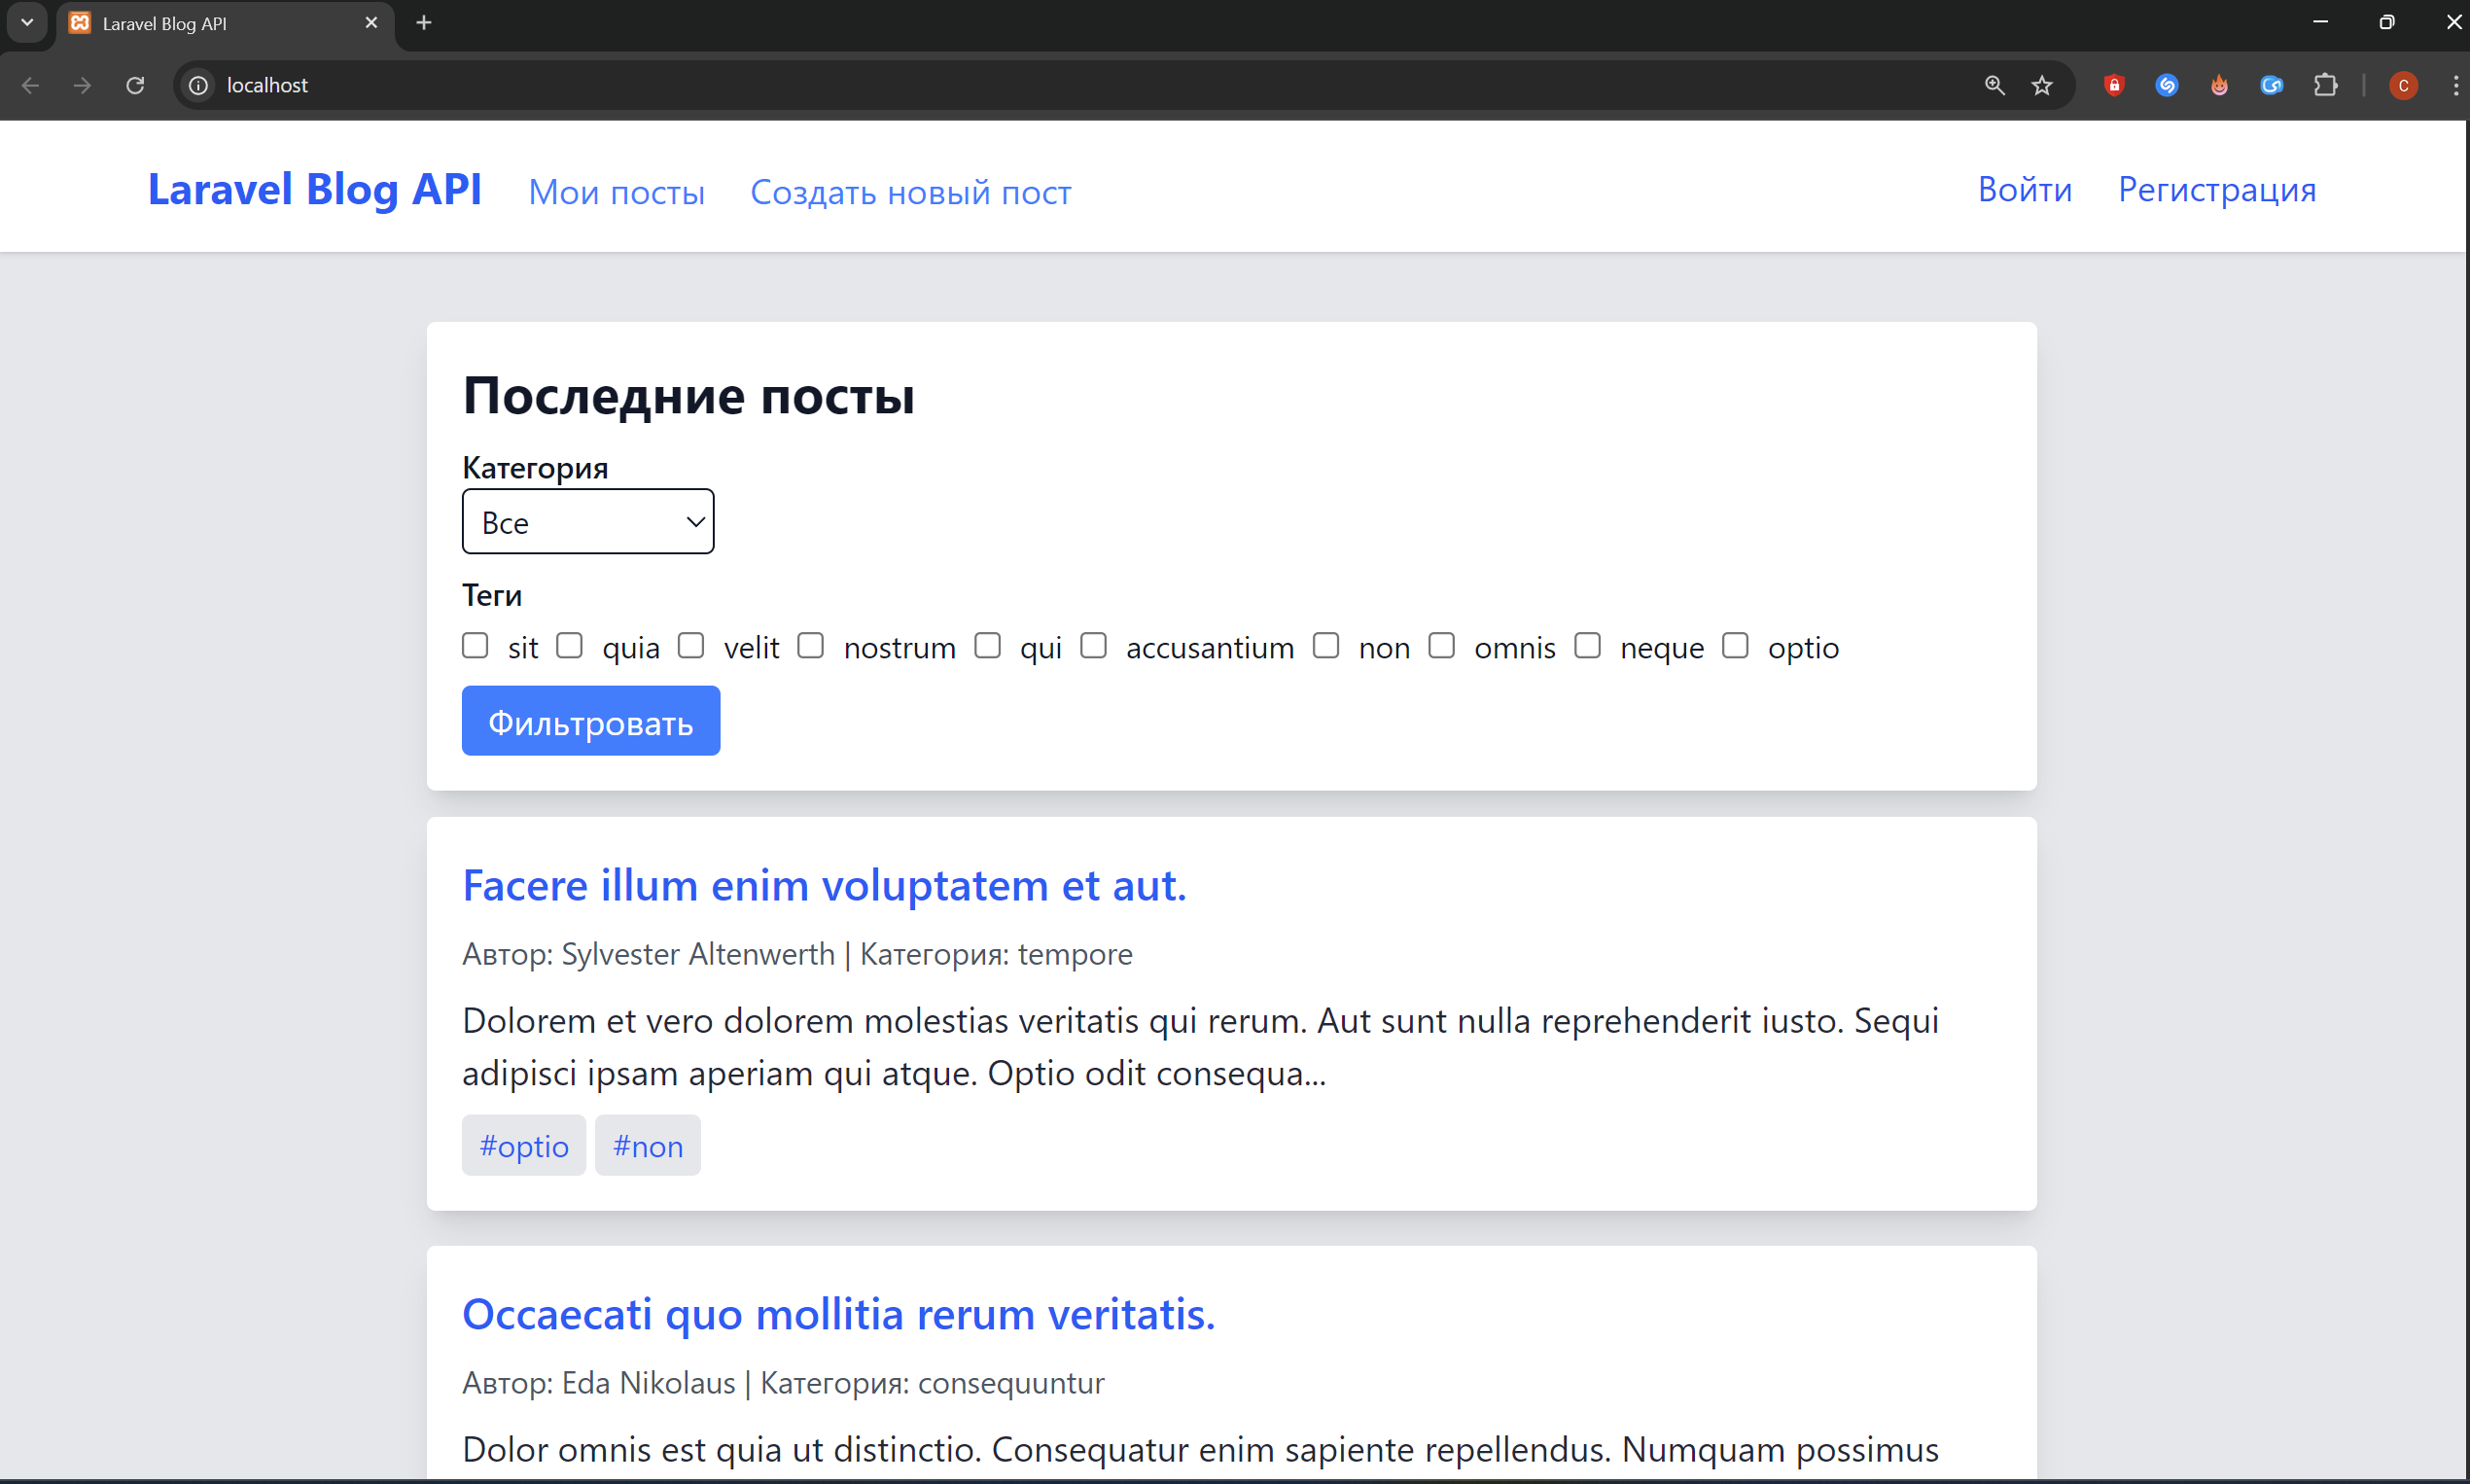 Laravel Blog API
localhost
C
Laravel Blog API Мои посты Создать новый пост Войти Регистрация
Последние посты
Категория
Все
Теги
sit quia velit nostrum qui accusantium non omnis neque optio
Фильтровать
Facere illum enim voluptatem et aut.
Автор: Sylvester Altenwerth | Категория: tempore
Dolorem et vero dolorem molestias veritatis qui rerum. Aut sunt nulla reprehenderit iusto. Sequi
adipisci ipsam aperiam qui atque. Optio odit consequa...
#optio #non
Occaecati quo mollitia rerum veritatis.
Автор: Eda Nikolaus | Категория: consequuntur
Dolor omnis est quia ut distinctio. Consequatur enim sapiente repellendus. Numquam possimus